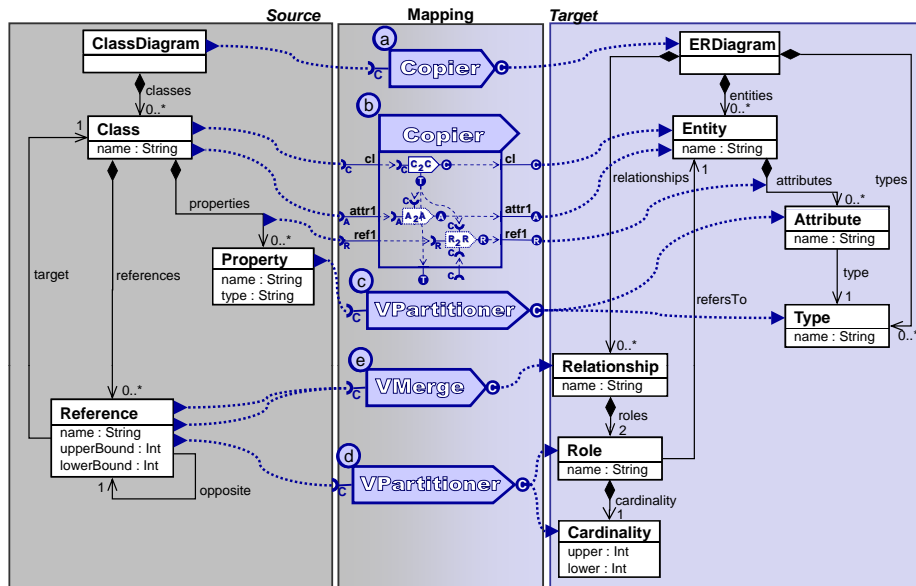 Source
Mapping
Target
ClassDiagram
classes
0..*
1
Class
name : String
properties
0..*
Property
name : String
type : String
target
references
0..*
Reference
name : String
upperBound : Int
lowerBound : Int
1
opposite
a
Copier
C
C
b
Copier
cl
C
C
C2C
C
cl
C
T
C
attr1
A
A
A2A
A
attr1
A
C
ref1
R
R
R2R
R
ref1
R
T
C
c
VPartitioner
C
C
e
VMerge
C
C
d
VPartitioner
C
C
ERDiagram
entities
0..*
Entity
name : String
relationships
1
attributes
types
0..*
Attribute
name : String
type
1
refersTo
Type
name : String
0..*
0..*
Relationship
name : String
roles
2
Role
name : String
cardinality
1
Cardinality
upper : Int
lower : Int